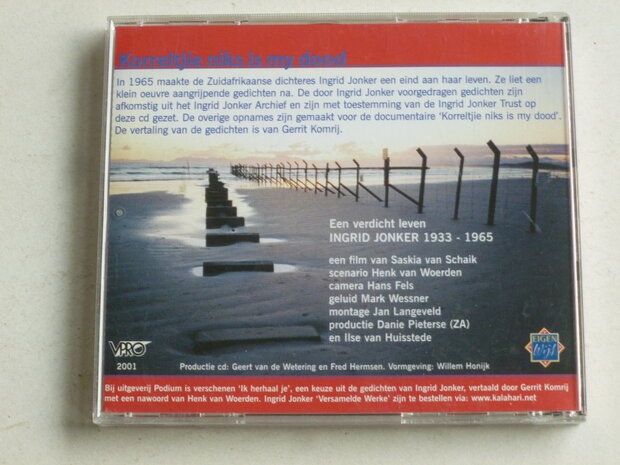 Korreltjie niks is my dood
In 1965 maakte de Zuidafrikaanse dichteres Ingrid Jonker een eind aan haar leven. Ze liet een
klein oeuvre aangrijpende gedichten na. De door Ingrid Jonker voorgedragen gedichten zijn
afkomstig uit het Ingrid Jonker Archief en zijn met toestemming van de Ingrid Jonker Trust op
deze cd gezet. De overige opnames zijn gemaakt voor de documentaire 'Korreltjie niks is my dood'.
De vertaling van de gedichten is van Gerrit Komrij.
Een verdicht leven
INGRID JONKER 1933 - 1965
een film van Saskia van Schaik
scenario Henk van Woerden
camera Hans Fels
geluid Mark Wessner
montage Jan Langeveld
productie Danie Pieterse (ZA)
en Ilse van Huisstede
VPRO
2001
EIGEN
Wijs
Productie cd: Geert van de Wetering en Fred Hermsen. Vormgeving: Willem Honijk
Bij uitgeverij Podium is verschenen 'Ik herhaal je', een keuze uit de gedichten van Ingrid Jonker, vertaald door Gerrit Komrij
met een nawoord van Henk van Woerden. Ingrid Jonker 'Versamelde Werke' zijn te bestellen via: www.kalahari.net